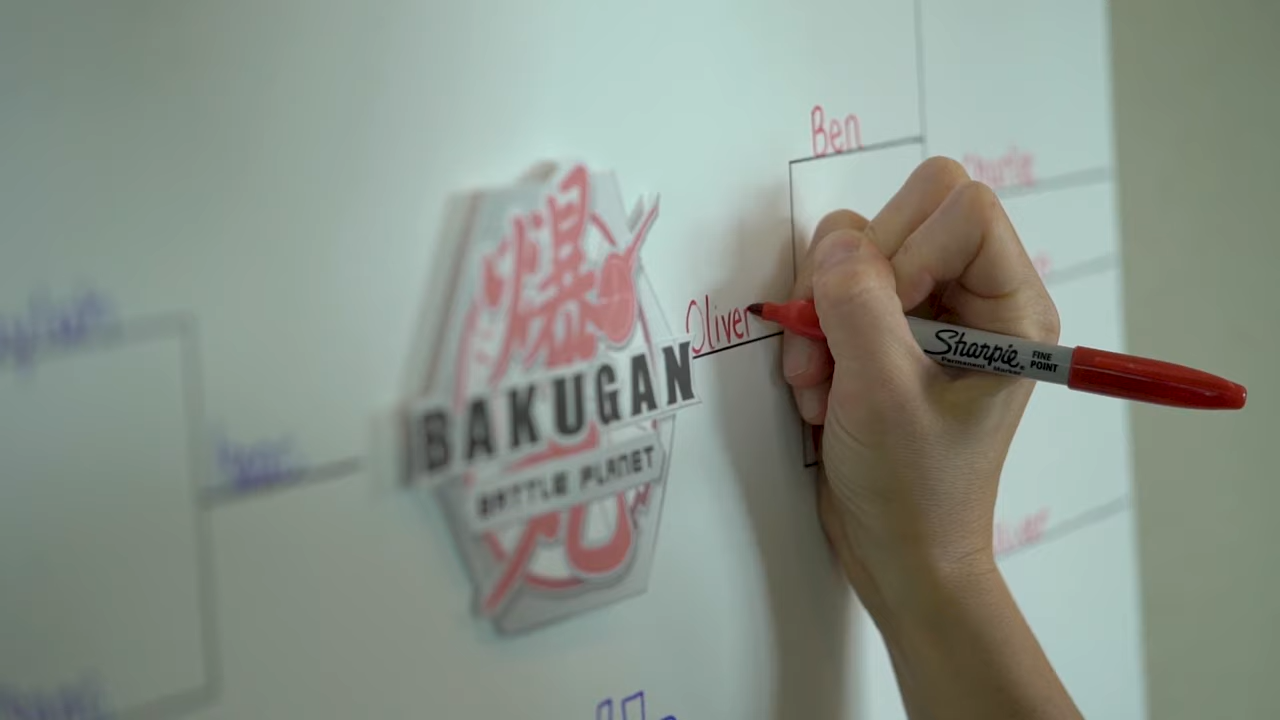 Ben
Charlie
Oliver
爆
BAKUGAN
BATTLE PLANET
丸
Sharpie
Permanent Marker
FINE
POINT
Oliver